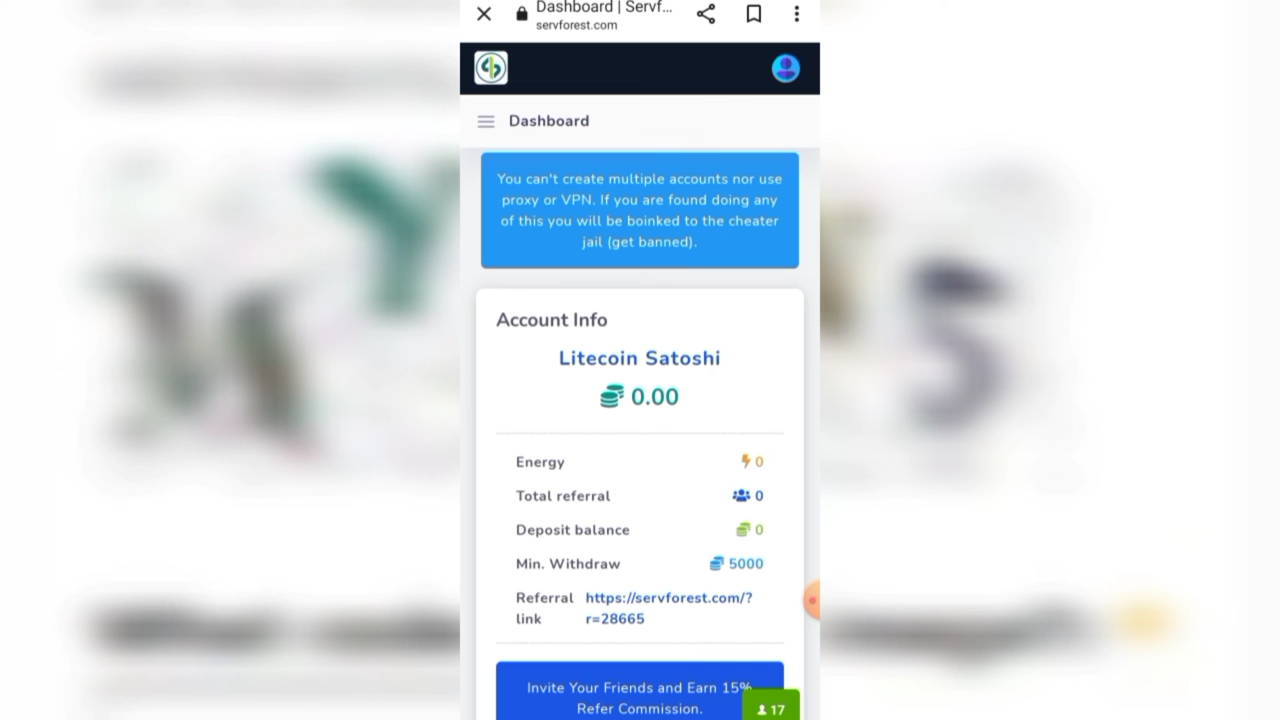 Dashboard | Servf...
servforest.com
Dashboard
You can't create multiple accounts nor use
proxy or VPN. If you are found doing any
of this you will be boinked to the cheater
jail (get banned).
Account Info
Litecoin Satoshi
0.00
Energy 0
Total referral 0
Deposit balance 0
Min. Withdraw 5000
Referral https://servforest.com/?
link r=28665
Invite Your Friends and Earn 15%
Refer Commission.
17